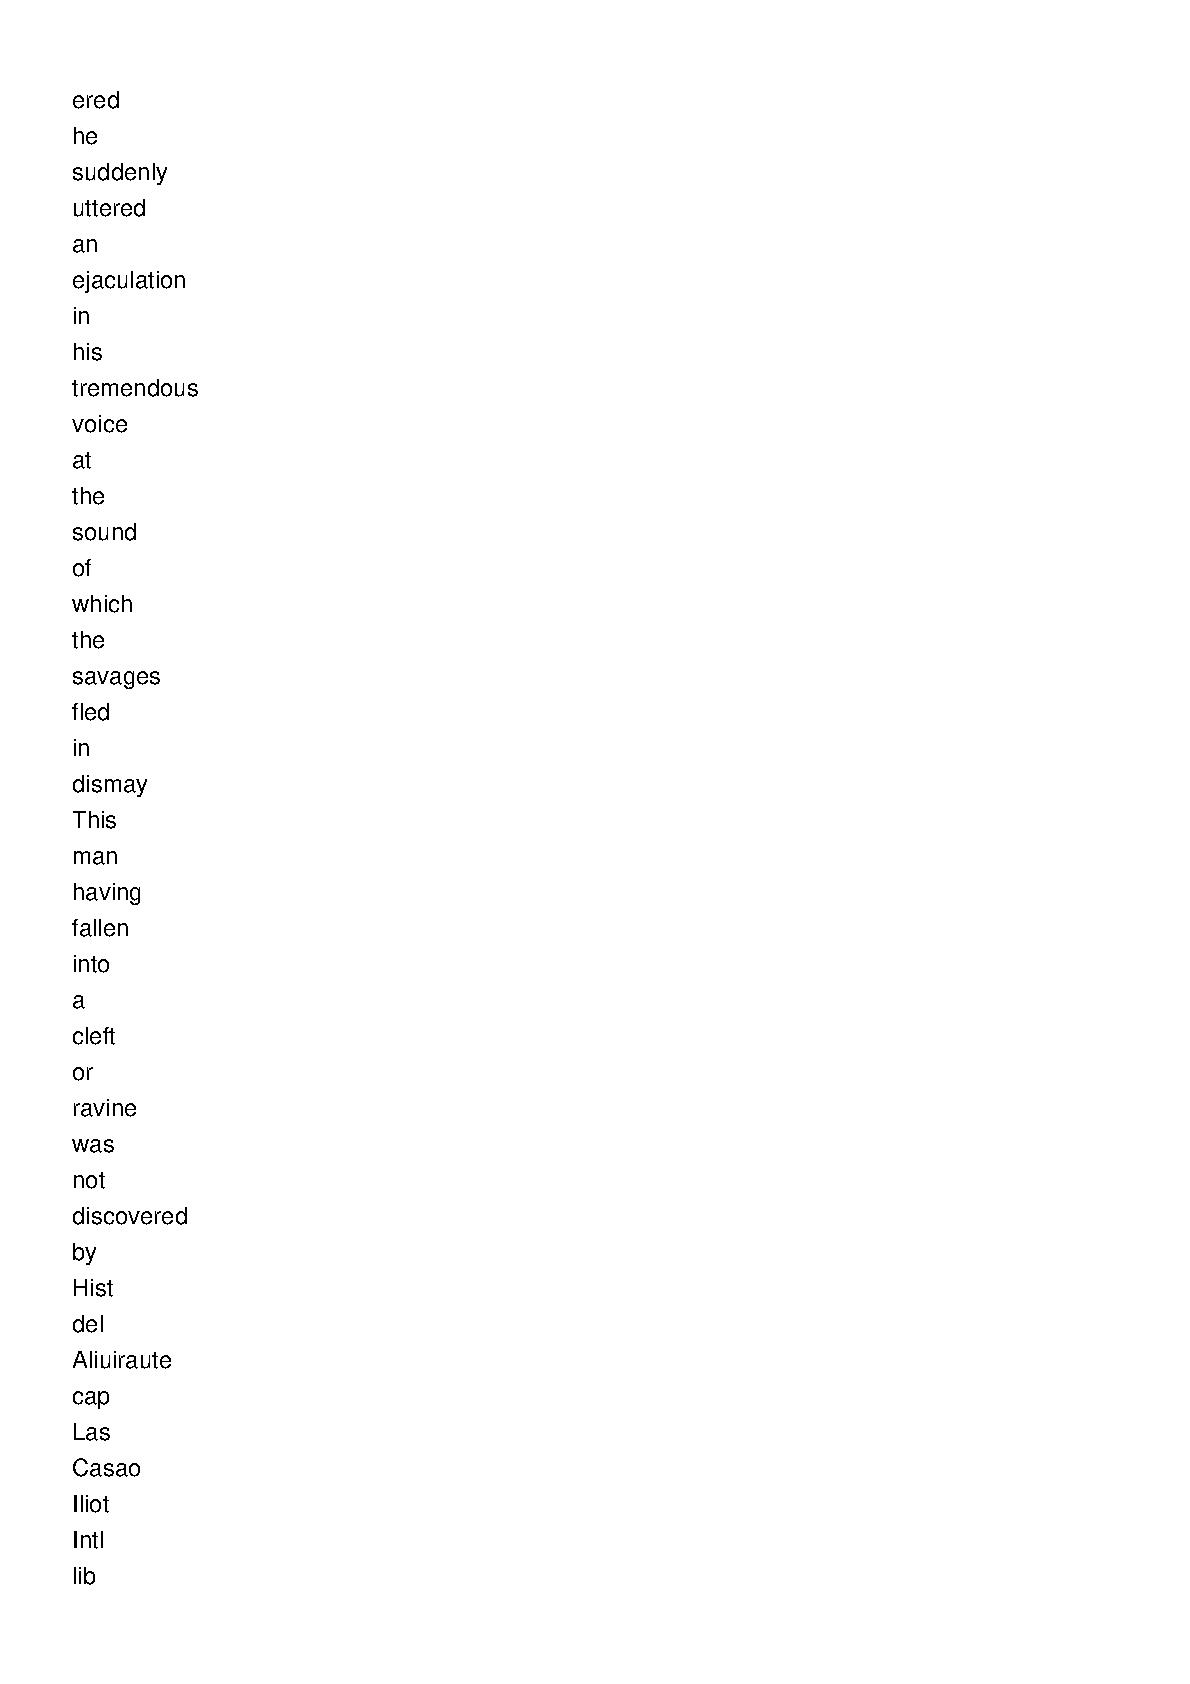 ered
he
suddenly
uttered
an
ejaculation
in
his
tremendous
voice
at
the
sound
of
which
the
savages
fled
in
dismay
This
man
having
fallen
into
a
cleft
or
ravine
was
not
discovered
by
Hist
del
Aliuiraute
cap
Las
Casao
Iliot
Intl
lib